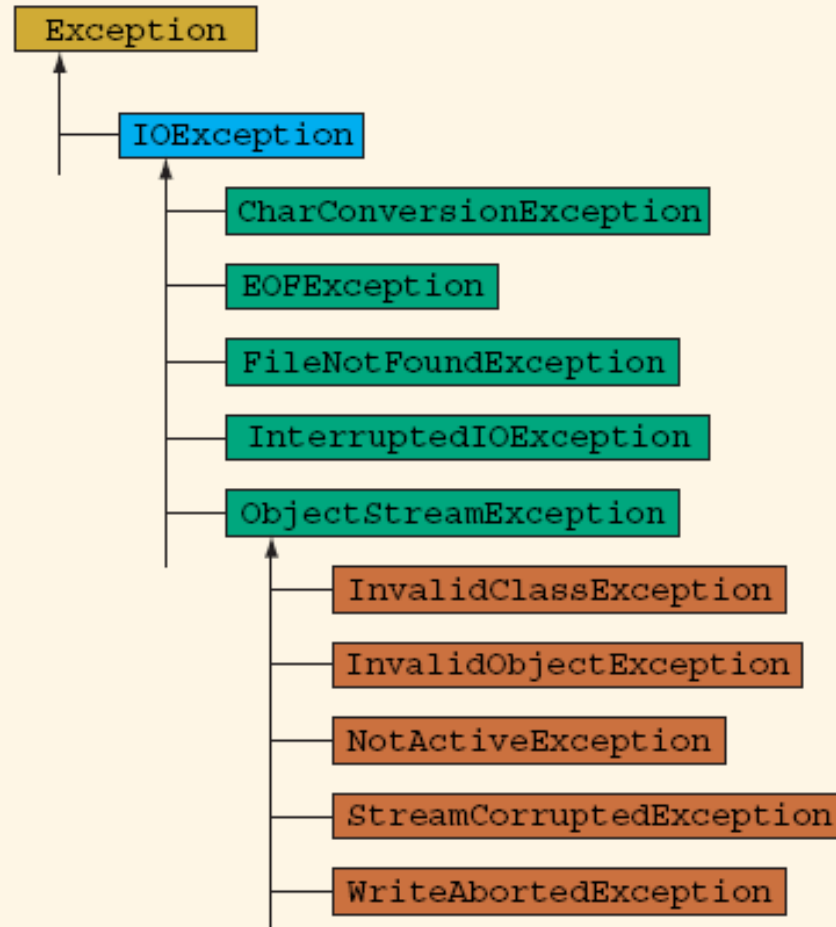 Exception
IOException
CharConversionException
EOFException
FileNotFoundException
InterruptedIOException
ObjectStreamException
InvalidClassException
InvalidObjectException
NotActiveException
StreamCorruptedException
WriteAbortedException